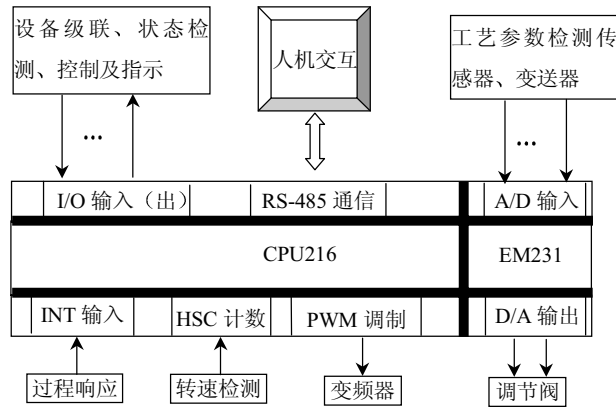 设备级联、状态检
测、控制及指示
人机交互
工艺参数检测传
感器、变送器
...
...
I/O 输入（出）
RS-485 通信
A/D 输入
CPU216
EM231
INT 输入
HSC 计数
PWM 调制
D/A 输出
过程响应
转速检测
变频器
调节阀